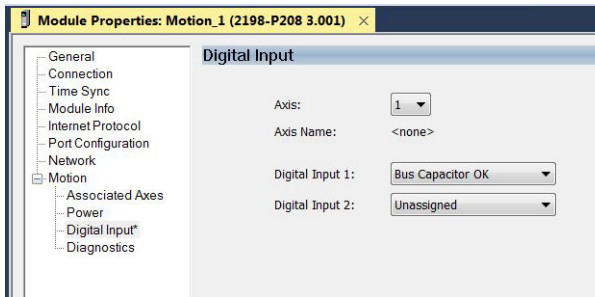 Module Properties: Motion_1 (2198-P208 3.001) ×
General
Connection
Time Sync
Module Info
Internet Protocol
Port Configuration
Network
Motion
Associated Axes
Power
Digital Input*
Diagnostics
Digital Input
Axis: 1
Axis Name: <none>
Digital Input 1: Bus Capacitor OK
Digital Input 2: Unassigned